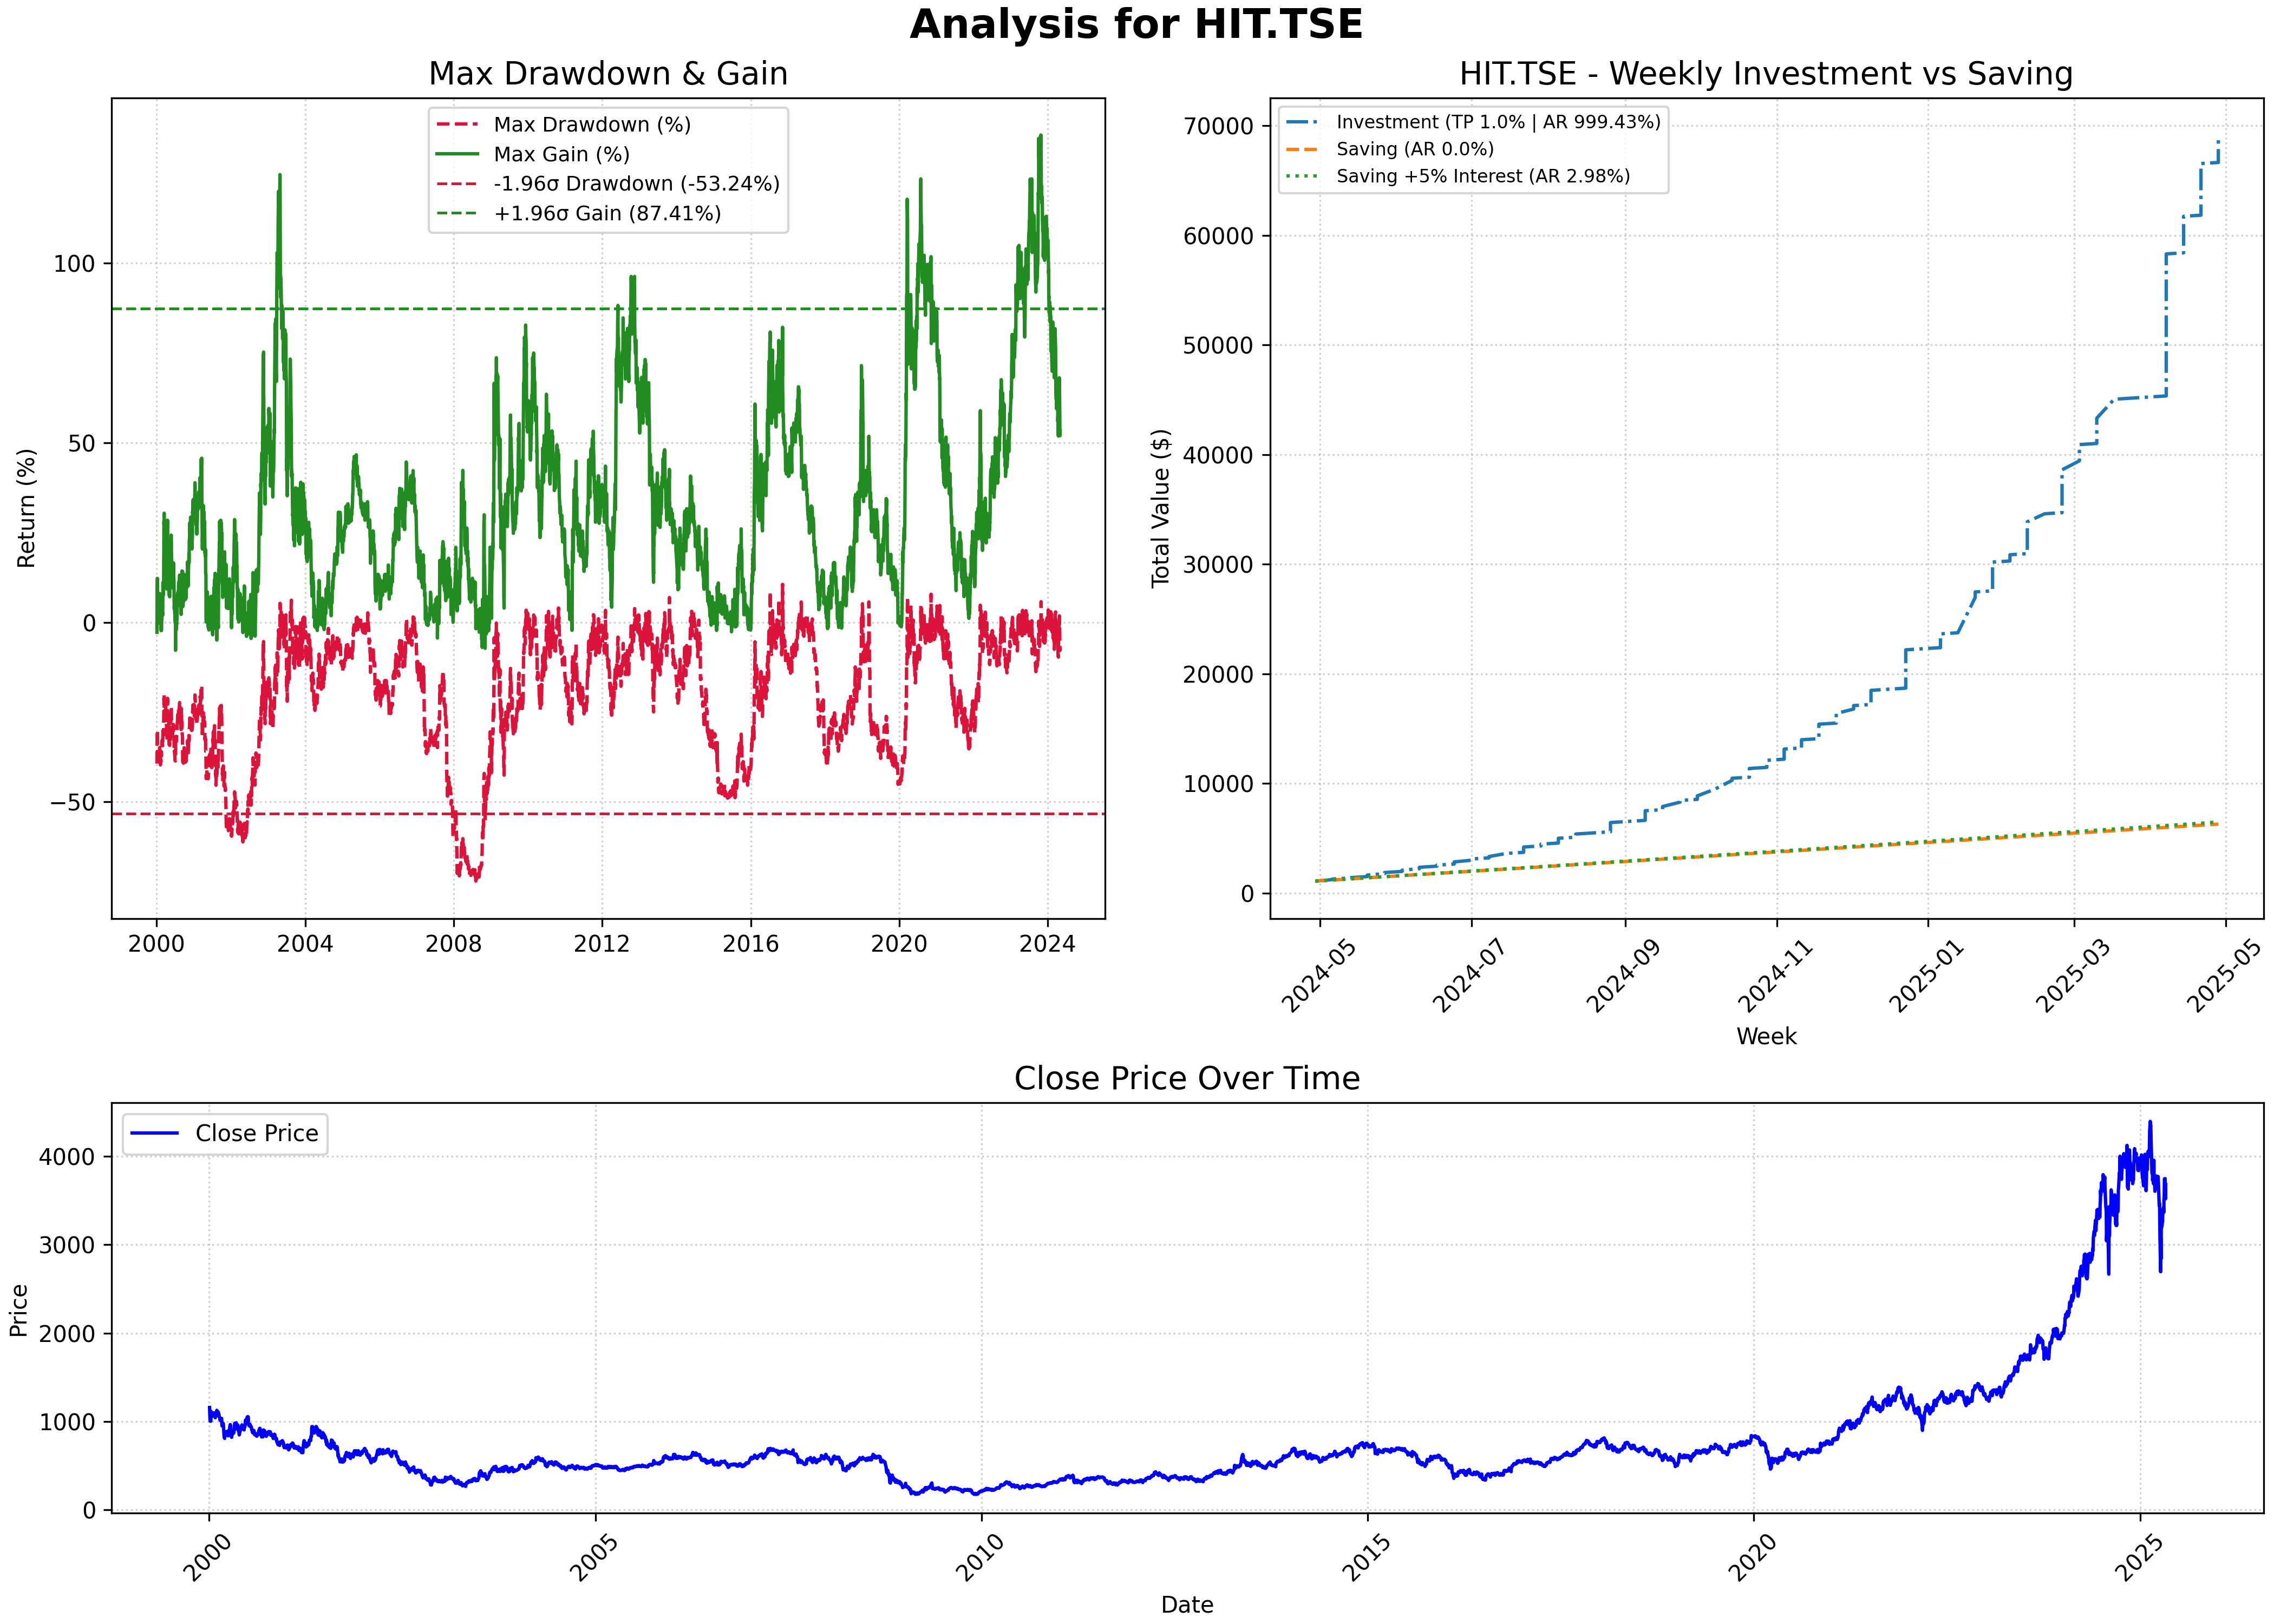 Analysis for HIT.TSE
Max Drawdown & Gain
Max Drawdown (%)
Max Gain (%)
-1.96σ Drawdown (-53.24%)
+1.96σ Gain (87.41%)
Return (%)
100
50
0
−50
2000
2004
2008
2012
2016
2020
2024
HIT.TSE - Weekly Investment vs Saving
Investment (TP 1.0% | AR 999.43%)
Saving (AR 0.0%)
Saving +5% Interest (AR 2.98%)
Total Value ($)
70000
60000
50000
40000
30000
20000
10000
0
2024-05
2024-07
2024-09
2024-11
2025-01
2025-03
2025-05
Week
Close Price Over Time
Close Price
Price
4000
3000
2000
1000
0
2000
2005
2010
2015
2020
2025
Date